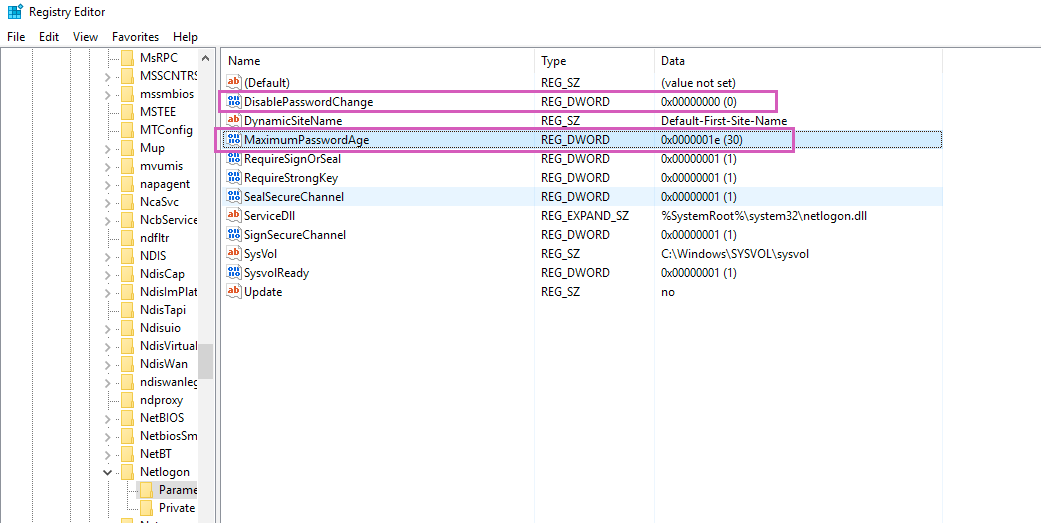 Registry Editor
File Edit View Favorites Help
MsRPC
MSSCNTRS
mssmbios
MSTEE
MTConfig
Mup
mvumis
napagent
NcaSvc
NcbService
ndfltr
NDIS
NdisCap
NdisImPlat
NdisTapi
Ndisuio
NdisVirtual
NdisWan
ndiswanleg
ndproxy
NetBIOS
NetbiosSm
NetBT
Netlogon
Parame
Private
Name Type Data
(Default) REG_SZ (value not set)
DisablePasswordChange REG_DWORD 0x00000000 (0)
DynamicSiteName REG_SZ Default-First-Site-Name
MaximumPasswordAge REG_DWORD 0x0000001e (30)
RequireSignOrSeal REG_DWORD 0x00000001 (1)
RequireStrongKey REG_DWORD 0x00000001 (1)
SealSecureChannel REG_DWORD 0x00000001 (1)
ServiceDll REG_EXPAND_SZ %SystemRoot%\system32\netlogon.dll
SignSecureChannel REG_DWORD 0x00000001 (1)
SysVol REG_SZ C:\Windows\SYSVOL\sysvol
SysvolReady REG_DWORD 0x00000001 (1)
Update REG_SZ no